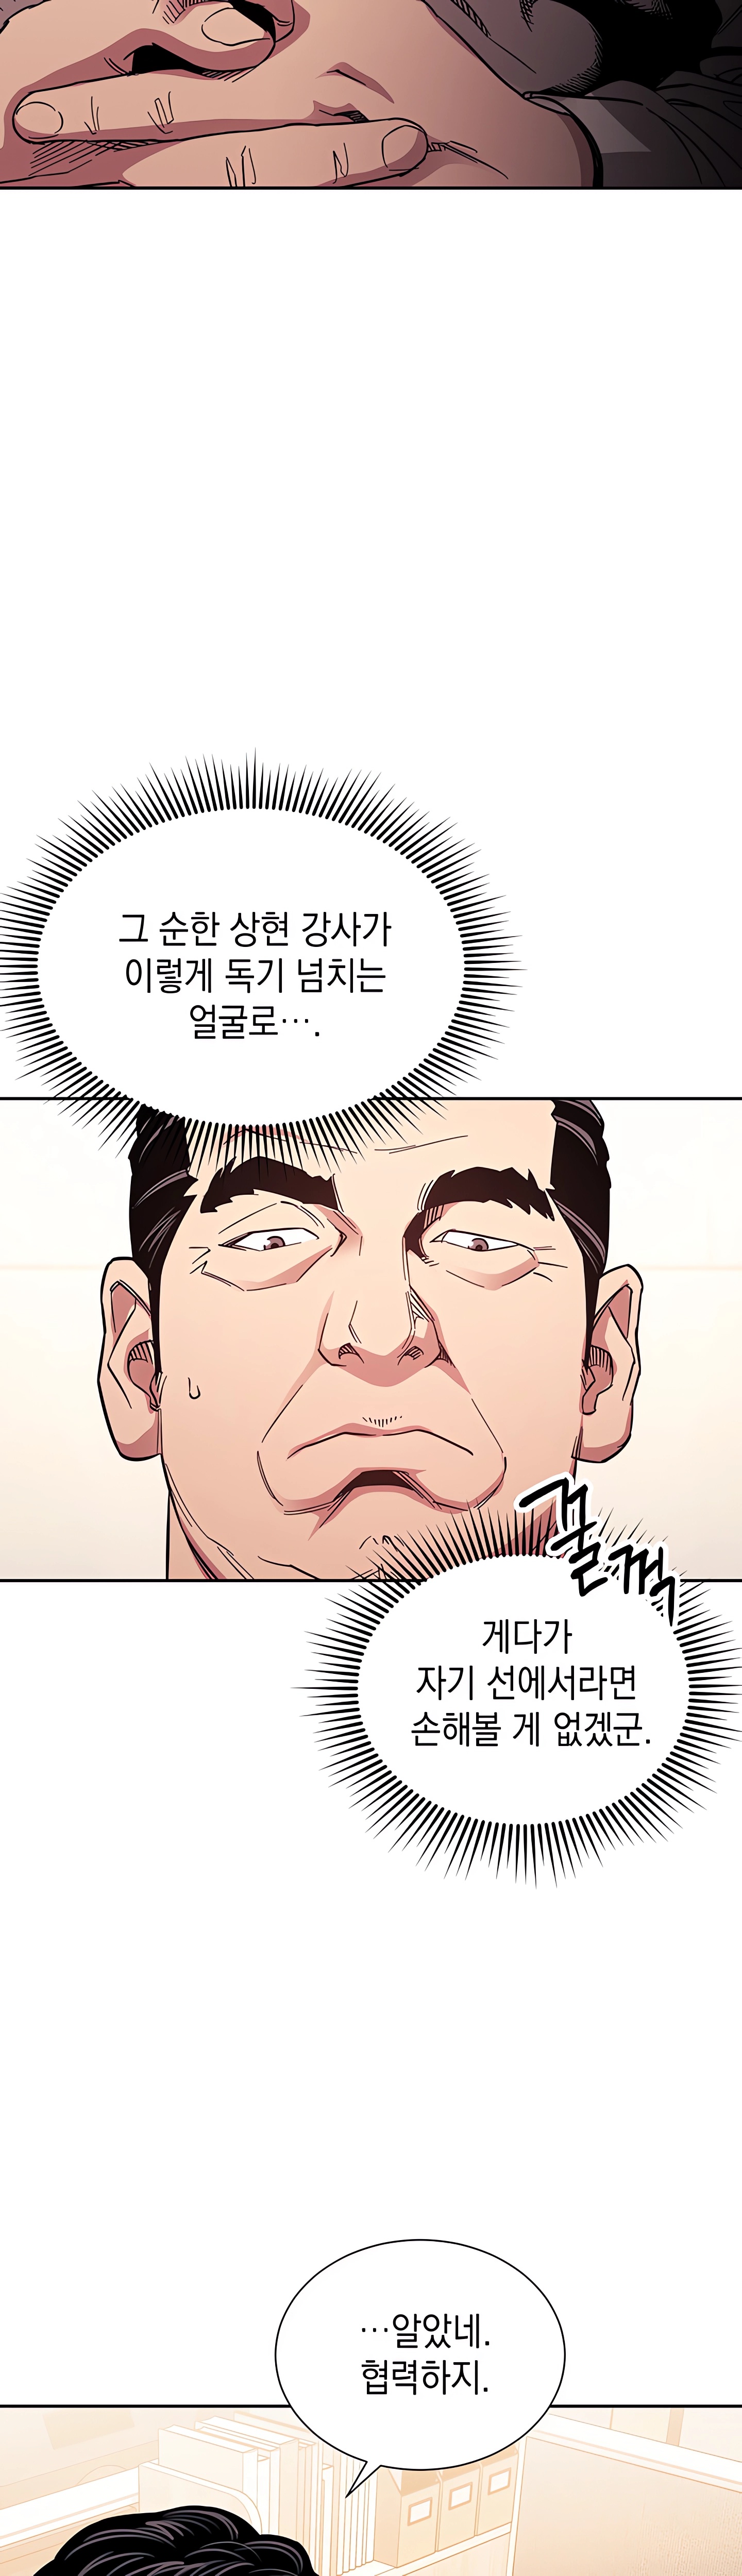 그 순한 상현 강사가
이렇게 독기 넘치는
얼굴로….
꿀꺽
게다가
자기 선에서라면
손해볼 게 없겠군.
…알았네.
협력하지.